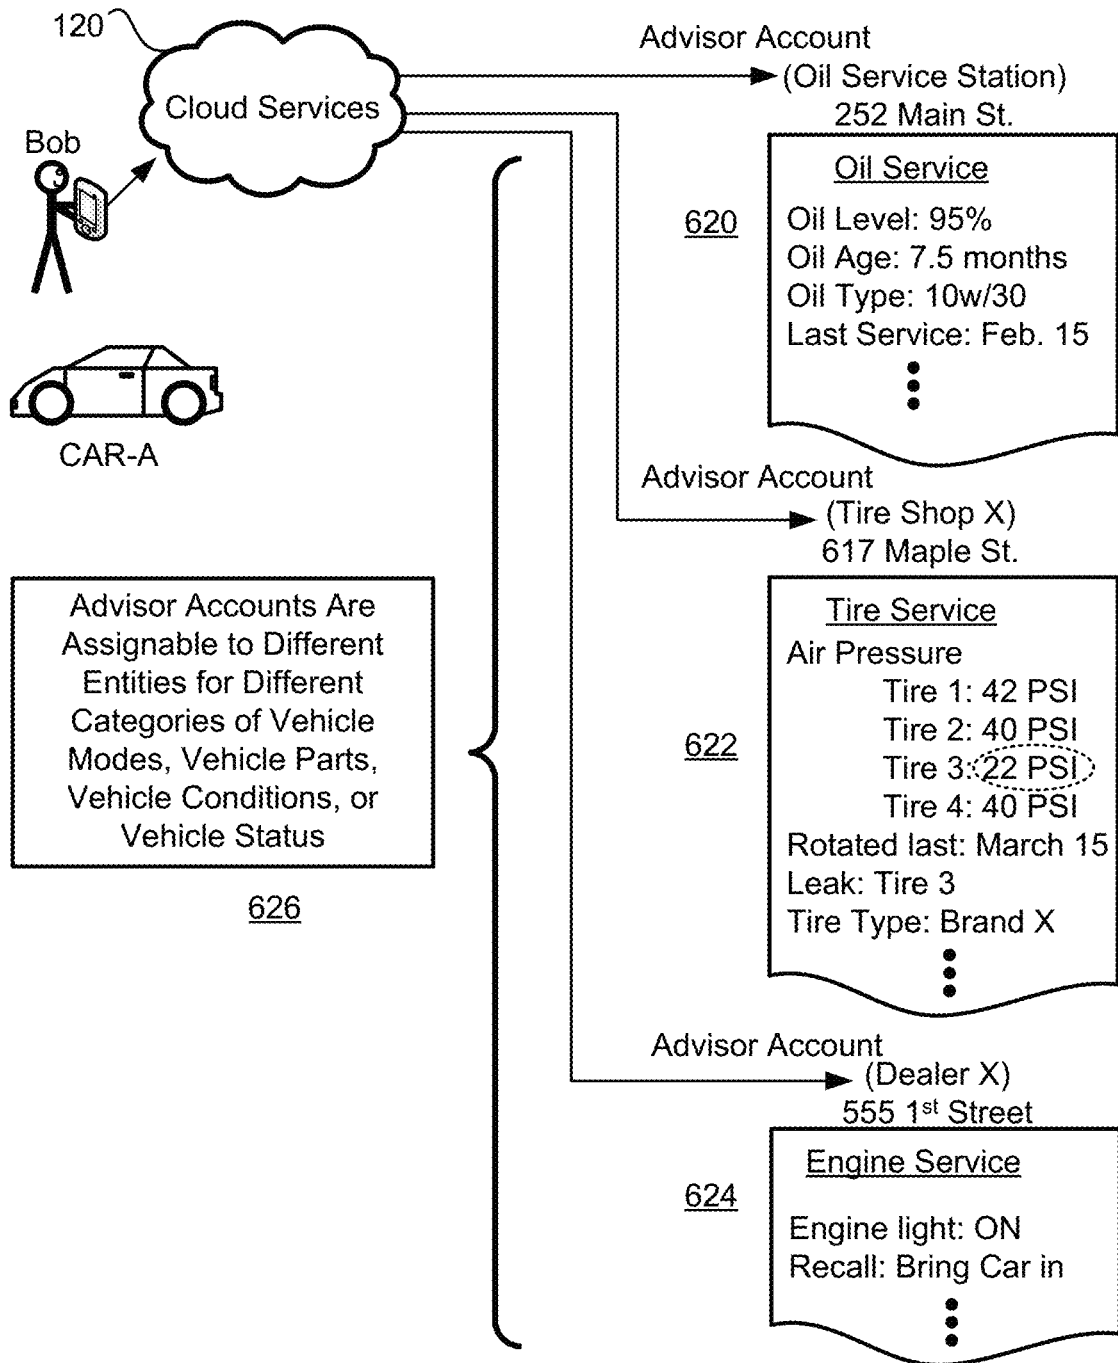 120
Cloud Services
Bob
CAR-A
Advisor Account
(Oil Service Station)
252 Main St.
620
Oil Service
Oil Level: 95%
Oil Age: 7.5 months
Oil Type: 10w/30
Last Service: Feb. 15
Advisor Account
(Tire Shop X)
617 Maple St.
622
Tire Service
Air Pressure
Tire 1: 42 PSI
Tire 2: 40 PSI
Tire 3: 22 PSI
Tire 4: 40 PSI
Rotated last: March 15
Leak: Tire 3
Tire Type: Brand X
Advisor Accounts Are
Assignable to Different
Entities for Different
Categories of Vehicle
Modes, Vehicle Parts,
Vehicle Conditions, or
Vehicle Status
626
Advisor Account
(Dealer X)
555 1st Street
624
Engine Service
Engine light: ON
Recall: Bring Car in